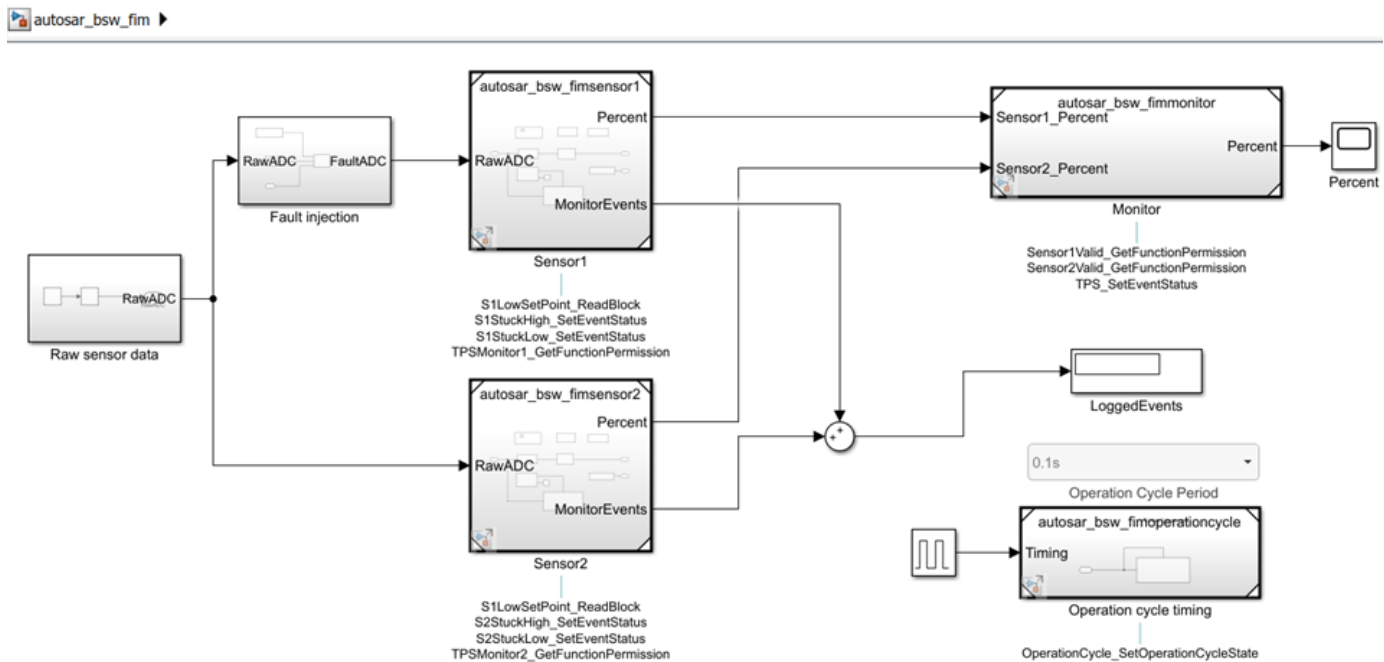 autosar_bsw_fim
autosar_bsw_fimsensor1
Percent
RawADC
MonitorEvents
Sensor1
S1LowSetPoint_ReadBlock
S1StuckHigh_SetEventStatus
S1StuckLow_SetEventStatus
TPSMonitor1_GetFunctionPermission
autosar_bsw_fimmonitor
Sensor1_Percent
Sensor2_Percent
Percent
Monitor
Sensor1Valid_GetFunctionPermission
Sensor2Valid_GetFunctionPermission
TPS_SetEventStatus
Percent
RawADC
FaultADC
Fault injection
RawADC
Raw sensor data
autosar_bsw_fimsensor2
Percent
RawADC
MonitorEvents
Sensor2
S1LowSetPoint_ReadBlock
S2StuckHigh_SetEventStatus
S2StuckLow_SetEventStatus
TPSMonitor2_GetFunctionPermission
LoggedEvents
0.1s
Operation Cycle Period
autosar_bsw_fimoperationcycle
Timing
Operation cycle timing
OperationCycle_SetOperationCycleState